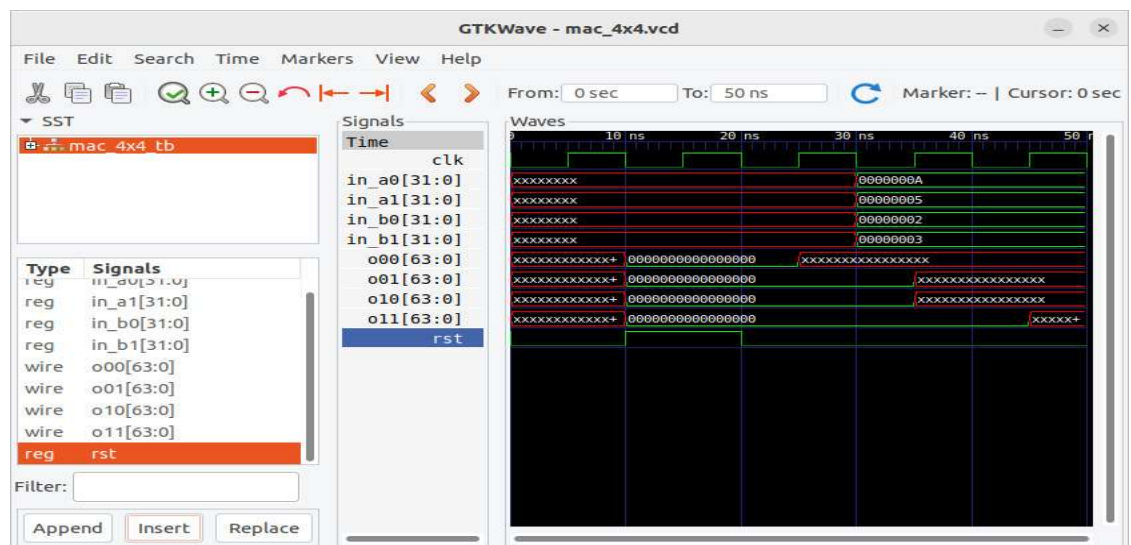 GTKWave - mac_4x4.vcd
File Edit Search Time Markers View Help
From: 0 sec To: 50 ns Marker: -- | Cursor: 0 sec
SST
mac_4x4_tb
Type Signals
reg in_a0[31:0]
reg in_a1[31:0]
reg in_b0[31:0]
reg in_b1[31:0]
wire o00[63:0]
wire o01[63:0]
wire o10[63:0]
wire o11[63:0]
reg rst
Filter:
Append Insert Replace
Signals
Time
clk
in_a0[31:0]
in_a1[31:0]
in_b0[31:0]
in_b1[31:0]
o00[63:0]
o01[63:0]
o10[63:0]
o11[63:0]
rst
Waves
10 ns 20 ns 30 ns 40 ns 50
xxxxxxxx 0000000A
xxxxxxxx 00000005
xxxxxxxx 00000002
xxxxxxxx 00000003
xxxxxxxxxxxx+ 0000000000000000 xxxxxxxxxxxxxxxx
xxxxxxxxxxxx+ 0000000000000000 xxxxxxxxxxxxxxxx
xxxxxxxxxxxx+ 0000000000000000 xxxxxxxxxxxxxxxx
xxxxxxxxxxxx+ 0000000000000000 xxxxx+